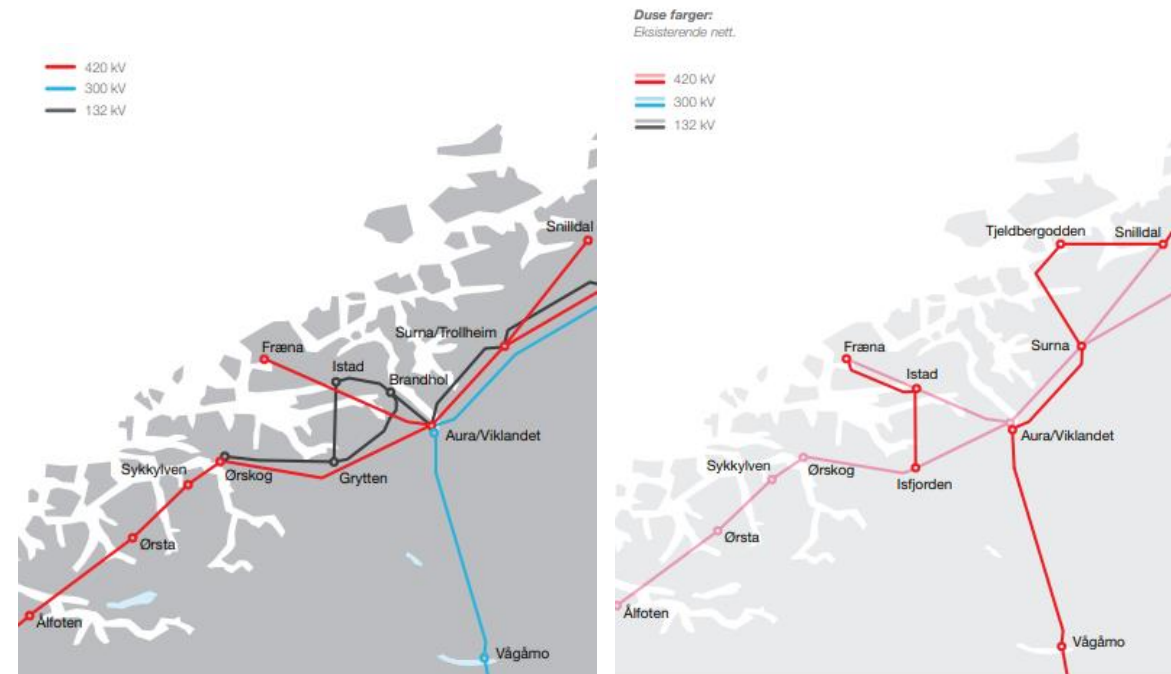 420 kV
300 kV
132 kV
Snilldal
Surna/Trollheim
Fræna
Istad
Brandhol
Aura/Viklandet
Sykkylven
Ørskog
Grytten
Ørsta
Ålfoten
Vågåmo
Duse farger:
Eksisterende nett.
420 kV
300 kV
132 kV
Tjeldbergodden
Snilldal
Surna
Fræna
Istad
Aura/Viklandet
Sykkylven
Ørskog
Isfjorden
Ørsta
Ålfoten
Vågåmo